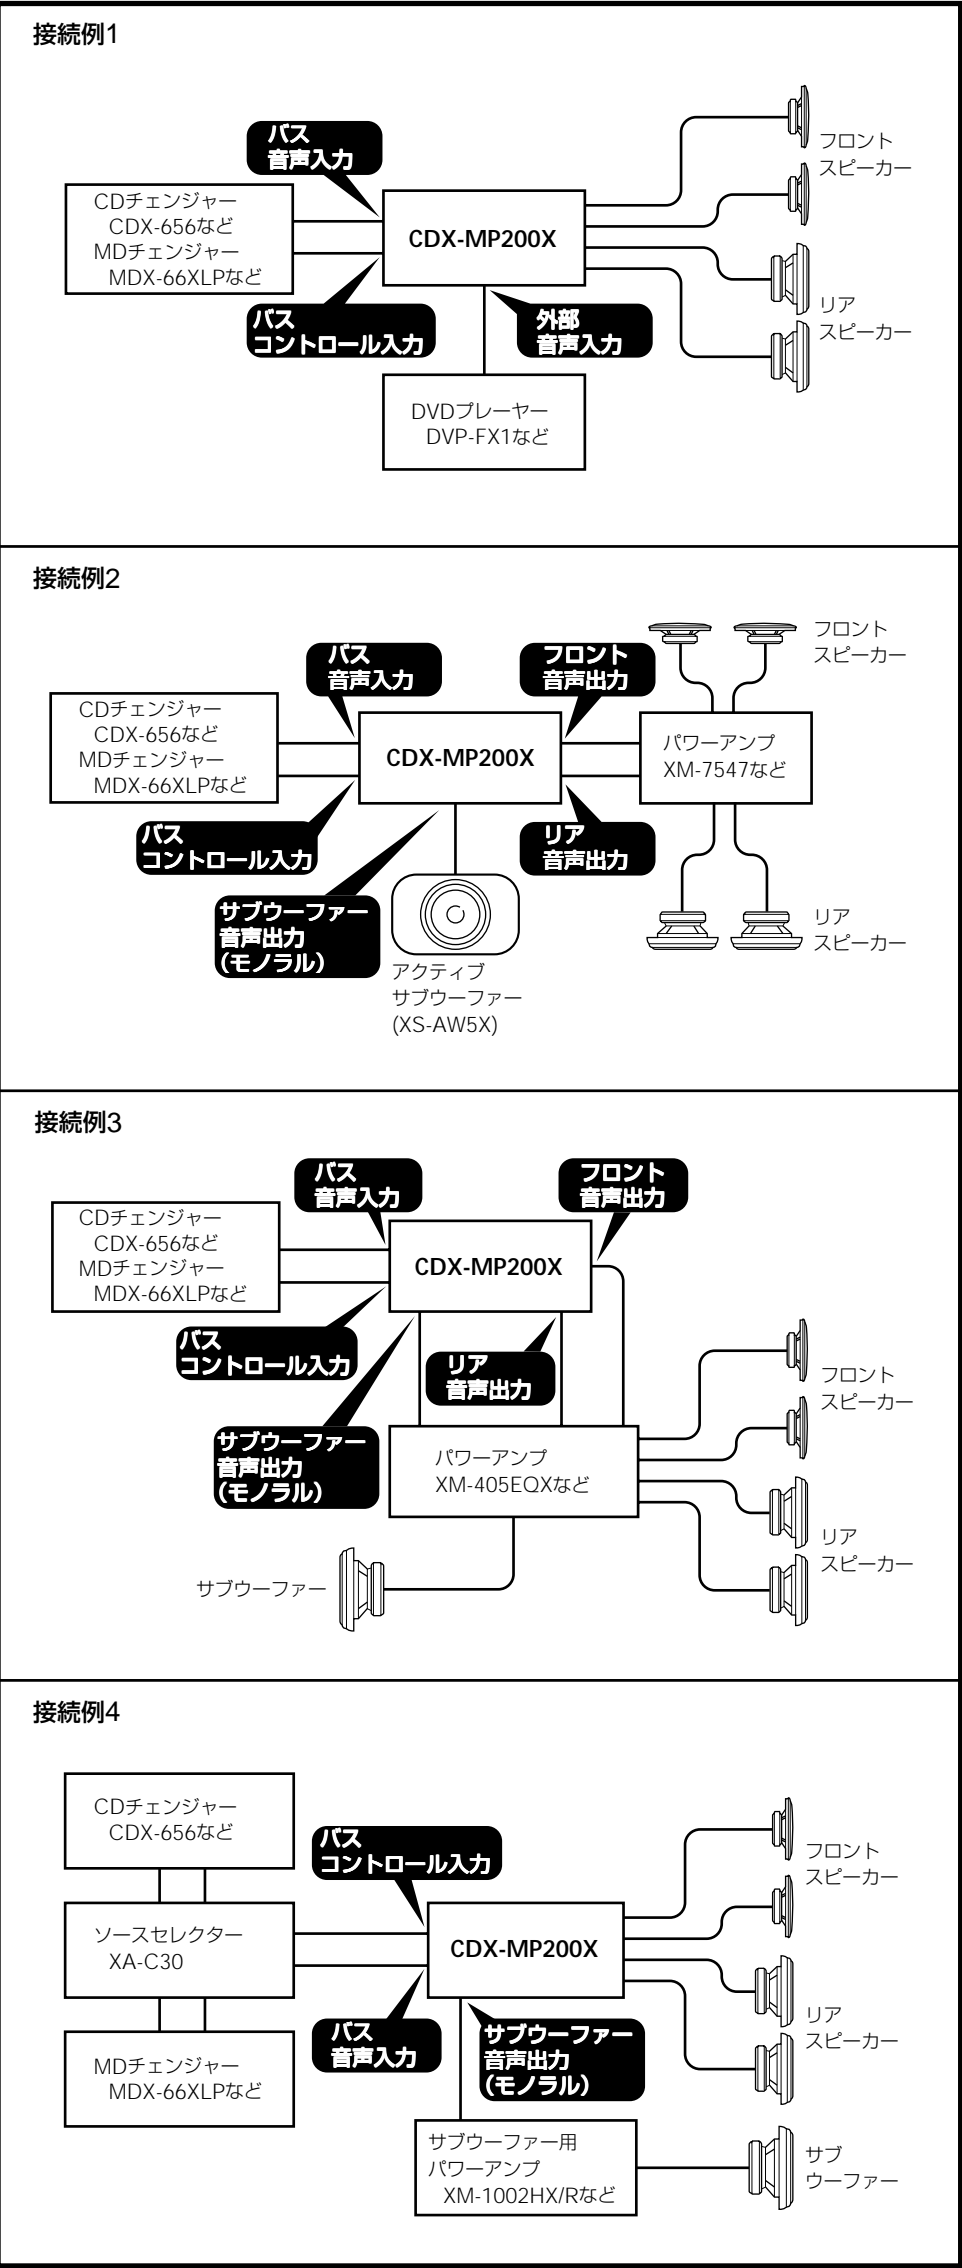 接続例1
バス
音声入力
フロント
スピーカー
CDチェンジャー
CDX-656など
MDチェンジャー
MDX-66XLPなど
CDX-MP200X
バス
コントロール入力
外部
音声入力
リア
スピーカー
DVDプレーヤー
DVP-FX1など
接続例2
バス
音声入力
フロント
音声出力
フロント
スピーカー
CDチェンジャー
CDX-656など
MDチェンジャー
MDX-66XLPなど
CDX-MP200X
パワーアンプ
XM-7547など
バス
コントロール入力
リア
音声出力
サブウーファー
音声出力
(モノラル)
リア
スピーカー
アクティブ
サブウーファー
(XS-AW5X)
接続例3
バス
音声入力
フロント
音声出力
CDチェンジャー
CDX-656など
MDチェンジャー
MDX-66XLPなど
CDX-MP200X
バス
コントロール入力
リア
音声出力
フロント
スピーカー
サブウーファー
音声出力
(モノラル)
パワーアンプ
XM-405EQXなど
リア
スピーカー
サブウーファー
接続例4
CDチェンジャー
CDX-656など
バス
コントロール入力
フロント
スピーカー
ソースセレクター
XA-C30
CDX-MP200X
バス
音声入力
サブウーファー
音声出力
(モノラル)
リア
スピーカー
MDチェンジャー
MDX-66XLPなど
サブウーファー用
パワーアンプ
XM-1002HX/Rなど
サブ
ウーファー